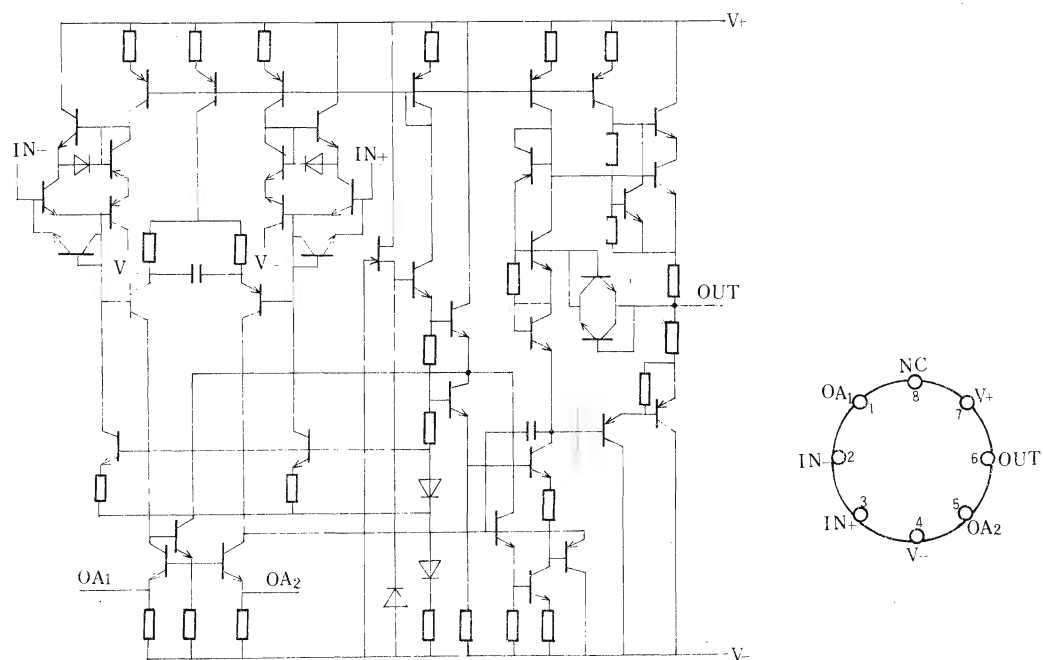 V+
IN−
IN+
V
V
OUT
OA1
OA2
V−
NC
OA1
1
8
7
V+
IN−
2
6
OUT
IN+
3
4
5
OA2
V−